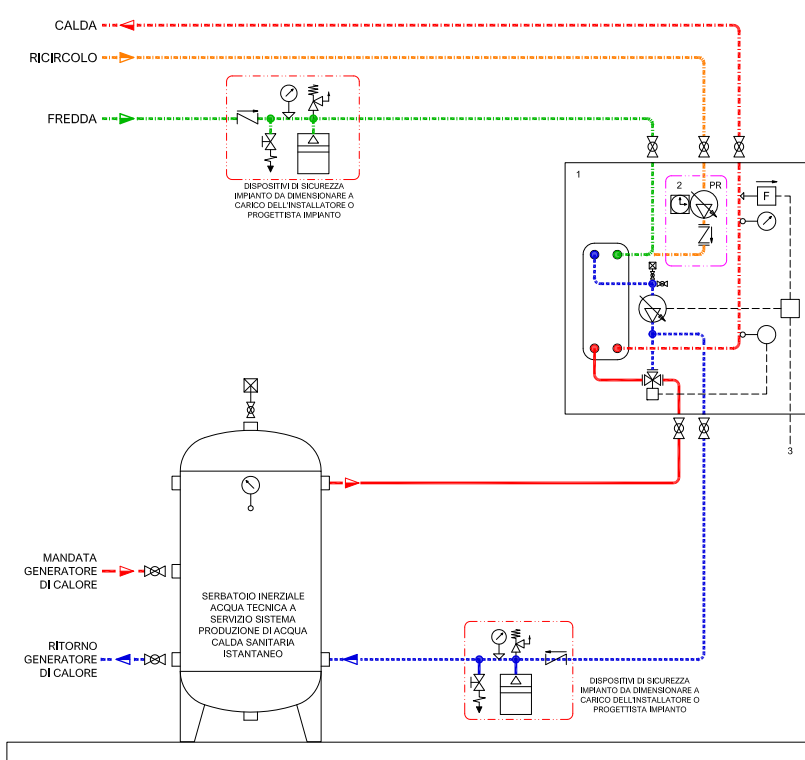 CALDA
RICIRCOLO
FREDDA
DISPOSITIVI DI SICUREZZA
IMPIANTO DA DIMENSIONARE A
CARICO DELL'INSTALLATORE O
PROGETTISTA IMPIANTO
1
2
PR
F
3
MANDATA
GENERATORE
DI CALORE
SERBATOIO INERZIALE
ACQUA TECNICA A
SERVIZIO SISTEMA
PRODUZIONE DI ACQUA
CALDA SANITARIA
ISTANTANEO
RITORNO
GENERATORE
DI CALORE
DISPOSITIVI DI SICUREZZA
IMPIANTO DA DIMENSIONARE A
CARICO DELL'INSTALLATORE O
PROGETTISTA IMPIANTO